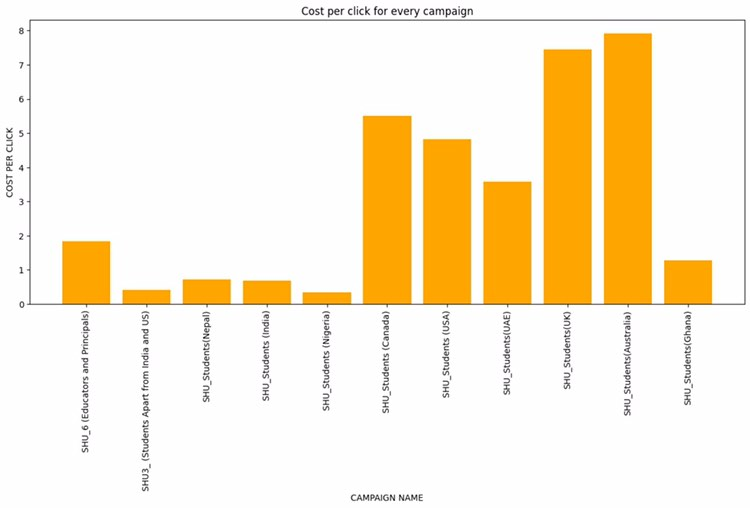 Cost per click for every campaign
COST PER CLICK
8
7
6
5
4
3
2
1
0
SHU_6 (Educators and Principals)
SHU3_ (Students Apart from India and US)
SHU_Students(Nepal)
SHU_Students (India)
SHU_Students (Nigeria)
SHU_Students (Canada)
SHU_Students (USA)
SHU_Students(UAE)
SHU_Students(UK)
SHU_Students(Australia)
SHU_Students(Ghana)
CAMPAIGN NAME